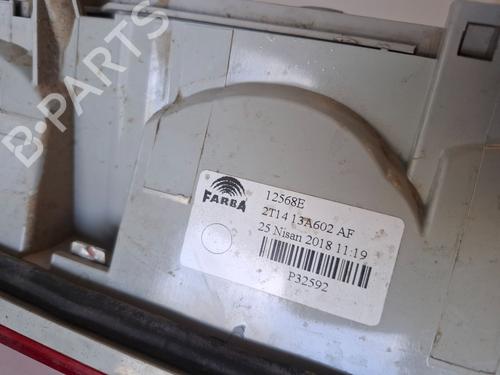 B-PARTS
FARBA
12568E
2T14 13A602 AF
25 Nisan 2018 11:19
P32592